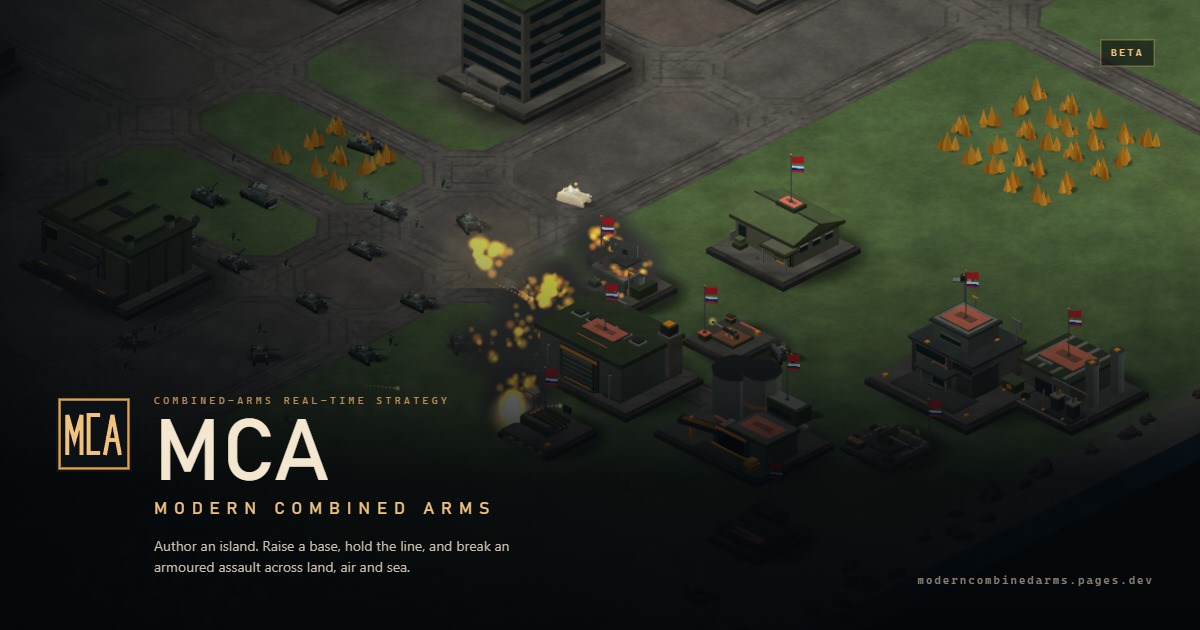 BETA
COMBINED-ARMS REAL-TIME STRATEGY
MCA
MCA
MODERN COMBINED ARMS
Author an island. Raise a base, hold the line, and break an
armoured assault across land, air and sea.
moderncombinedarms.pages.dev